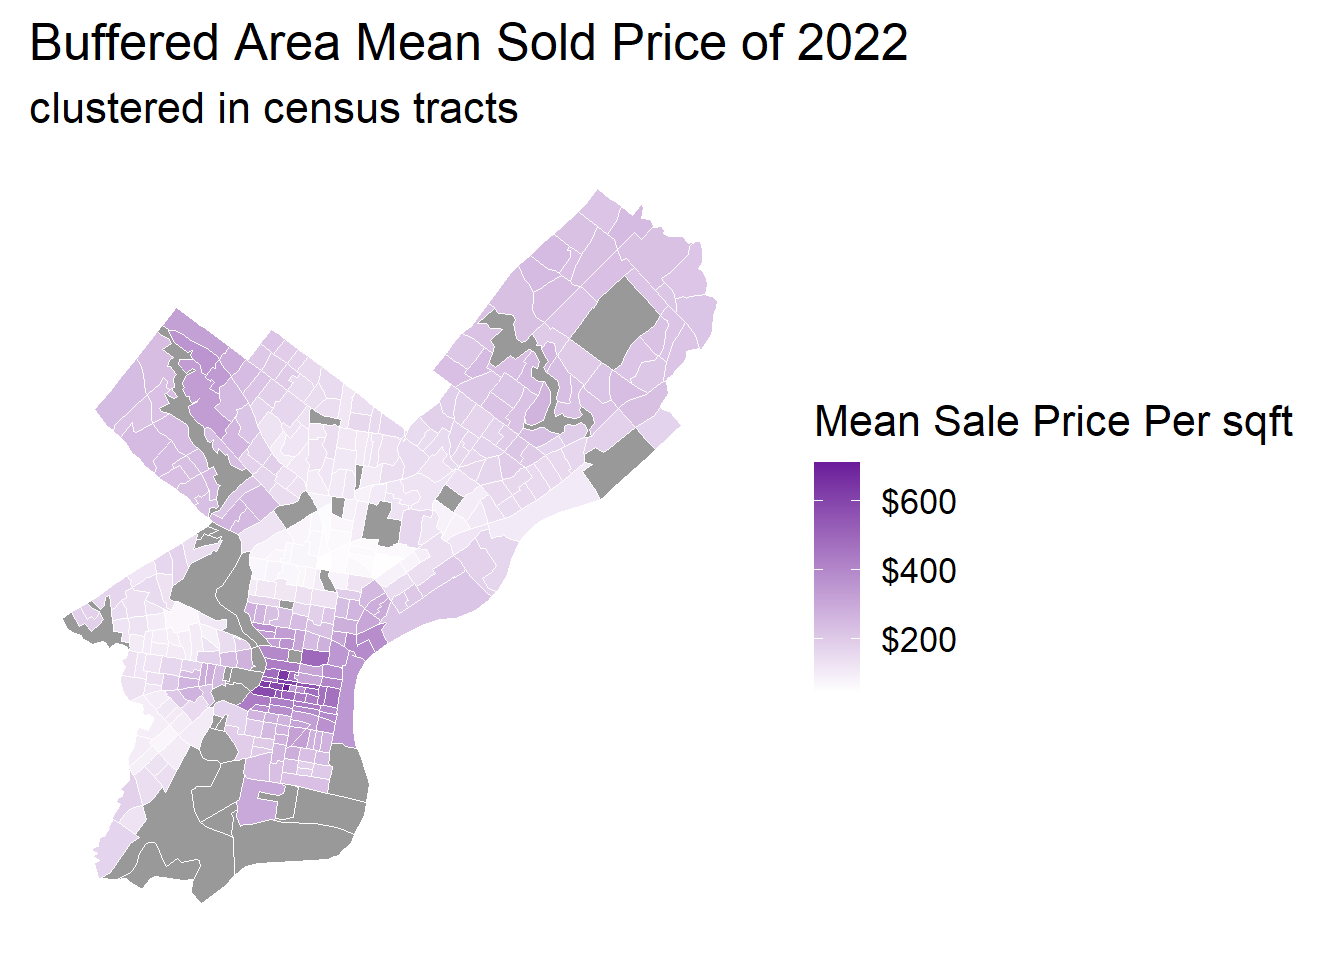 Buffered Area Mean Sold Price of 2022
clustered in census tracts
Mean Sale Price Per sqft
$600
$400
$200